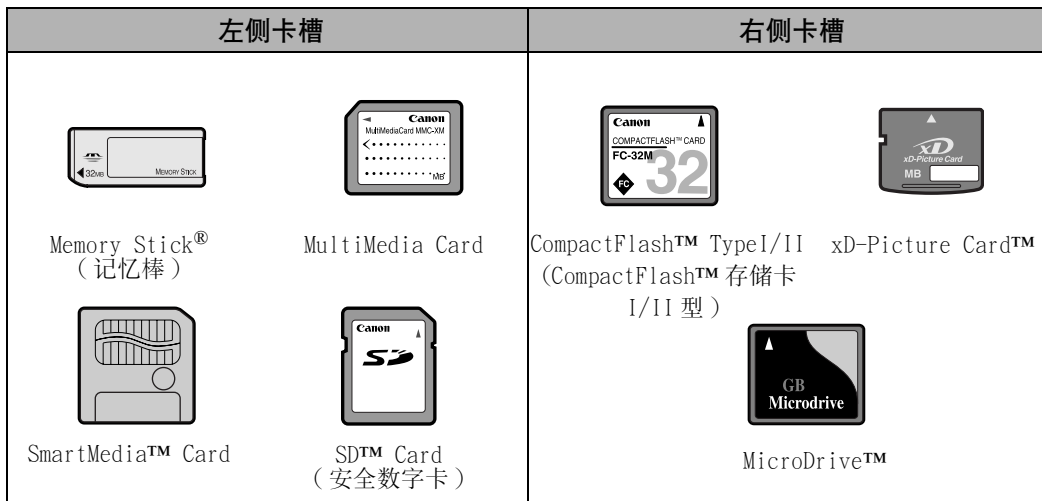 左侧卡槽
右侧卡槽
32MB
MEMORY STICK
Memory Stick®
（记忆棒）
Canon
MultiMediaCard MMC-XM
MB
MultiMedia Card
SmartMedia™ Card
Canon
SD
SD™ Card
（安全数字卡）
Canon
COMPACTFLASH™ CARD
FC-32M
32
FC
CompactFlash™ TypeI/II
（CompactFlash™ 存储卡
I/II 型）
xD
xD-Picture Card
MB
xD-Picture Card™
GB
Microdrive
MicroDrive™